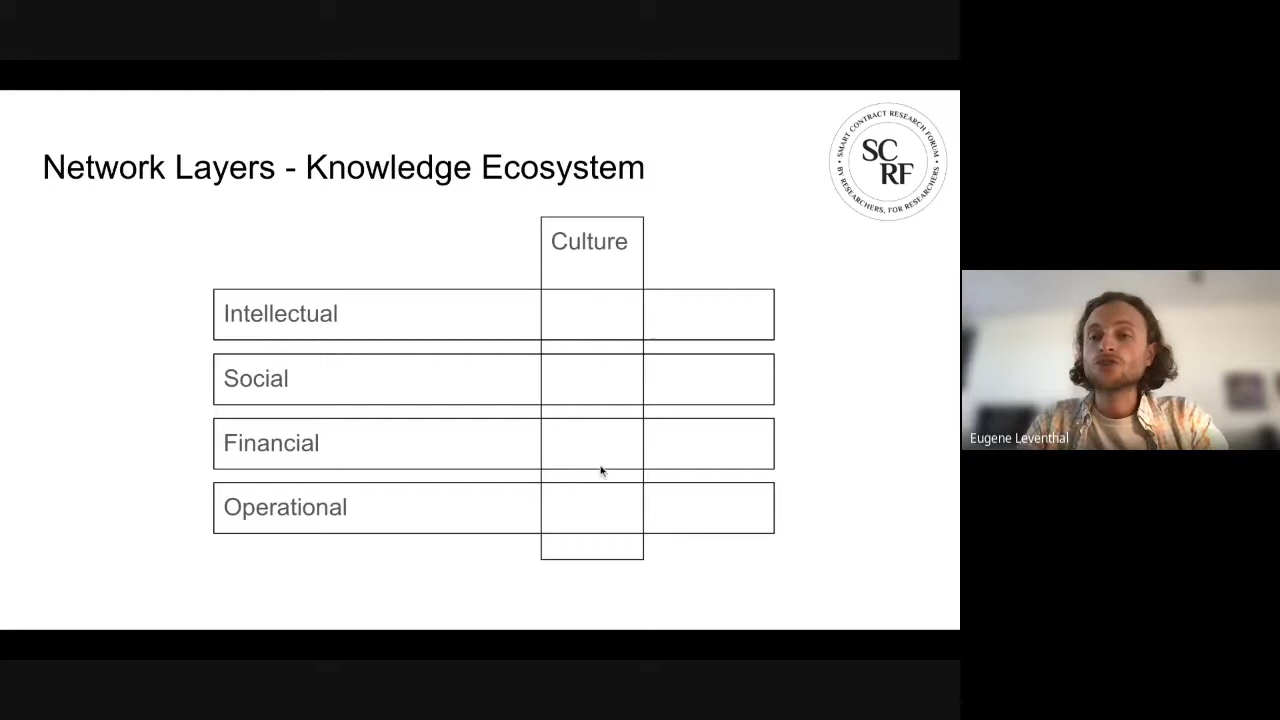 Network Layers - Knowledge Ecosystem
• SMART CONTRACT RESEARCH FORUM •
BY RESEARCHERS, FOR RESEARCHERS
SC
RF
Culture
Intellectual
Social
Financial
Operational
Eugene Leventhal